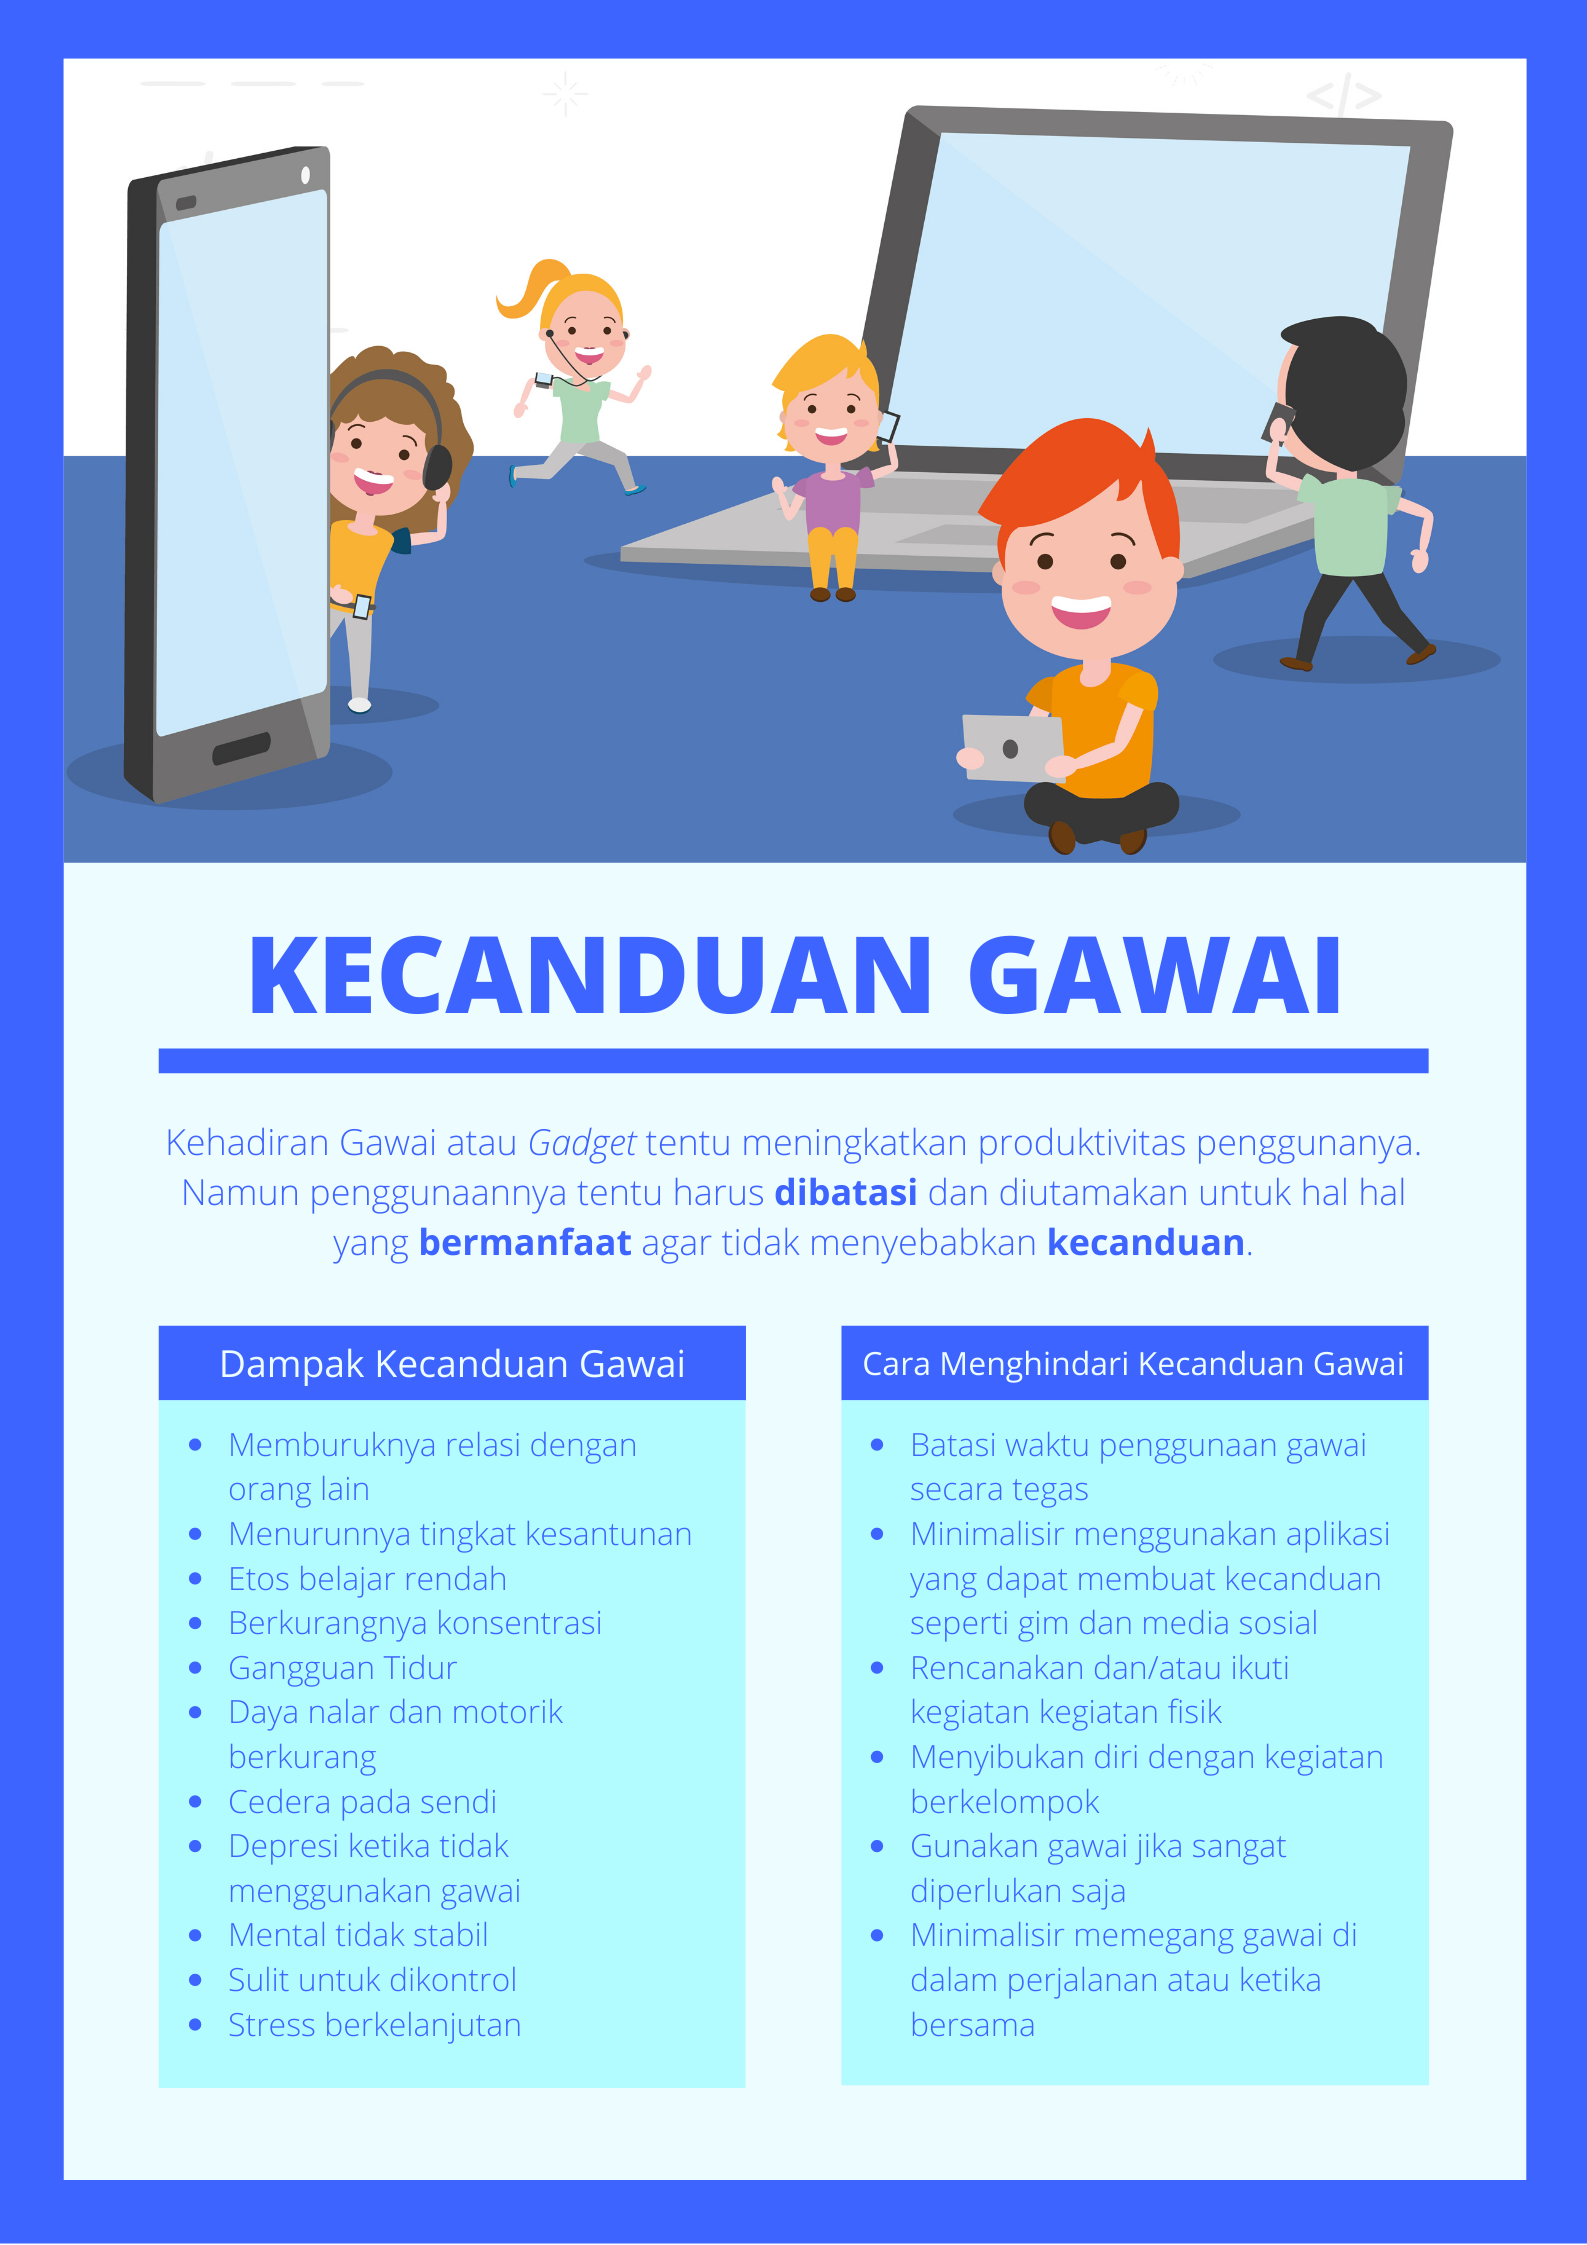 </>
KECANDUAN GAWAI
Kehadiran Gawai atau Gadget tentu meningkatkan produktivitas penggunanya.
Namun penggunaannya tentu harus dibatasi dan diutamakan untuk hal hal
yang bermanfaat agar tidak menyebabkan kecanduan.
Dampak Kecanduan Gawai
• Memburuknya relasi dengan
orang lain
• Menurunnya tingkat kesantunan
• Etos belajar rendah
• Berkurangnya konsentrasi
• Gangguan Tidur
• Daya nalar dan motorik
berkurang
• Cedera pada sendi
• Depresi ketika tidak
menggunakan gawai
• Mental tidak stabil
• Sulit untuk dikontrol
• Stress berkelanjutan
Cara Menghindari Kecanduan Gawai
• Batasi waktu penggunaan gawai
secara tegas
• Minimalisir menggunakan aplikasi
yang dapat membuat kecanduan
seperti gim dan media sosial
• Rencanakan dan/atau ikuti
kegiatan kegiatan fisik
• Menyibukan diri dengan kegiatan
berkelompok
• Gunakan gawai jika sangat
diperlukan saja
• Minimalisir memegang gawai di
dalam perjalanan atau ketika
bersama